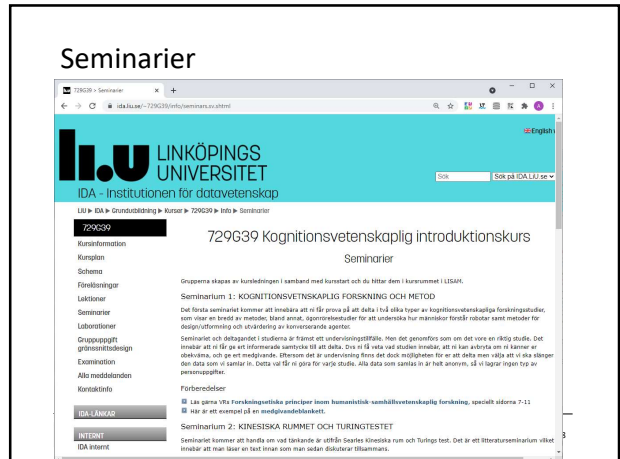 Seminarier
729G39 > Seminarier
ida.liu.se/~729G39/info/seminars.sv.shtml
English
LINKÖPINGS
UNIVERSITET
Sök
Sök på IDA.LiU.se
IDA - Institutionen för datavetenskap
LiU ▶ IDA ▶ Grundutbildning ▶ Kurser ▶ 729G39 ▶ Info ▶ Seminarier
729G39
Kursinformation
Kursplan
Schema
Föreläsningar
Lektioner
Seminarier
Laborationer
Gruppuppgift
gränssnittsdesign
Examination
Alla meddelanden
Kontaktinfo
IDA-LÄNKAR
INTERNT
IDA internt
729G39 Kognitionsvetenskaplig introduktionskurs
Seminarier
Grupperna skapas av kursledningen i samband med kursstart och du hittar dem i kursrummet i LISAM.
Seminarium 1: KOGNITIONSVETNSKAPLIG FORSKNING OCH METOD
Det första seminariet kommer att innebära att ni får prova på att delta i två olika typer av kognitionsvetenskapliga forskningsstudier,
som visar en bredd av metoder, bland annat, ögonrörelsestudier för att undersöka hur människor förstår robotar samt metoder för
design/utformning och utvärdering av konverserande agenter.
Seminariet och deltagandet i studierna är främst ett undervisningstillfälle. Men det genomförs som om det vore en riktig studie. Det
innebär att ni får ge ert informerade samtycke till att delta. Dvs ni få veta vad studien innebär, att ni kan avbryta om ni känner er
obekväma, och ge ert medgivande. Eftersom det är undervisning finns det dock möjligheten för er att delta men välja att vi ska slänger
den data som vi samlar in. Detta val får ni göra för varje studie. Alla data som samlas in är helt anonym, så vi lagrar ingen typ av
personuppgifter.
Förberedelser
Läs gärna VRs Forskningsetiska principer inom humanistisk-samhällsvetenskaplig forskning, speciellt sidorna 7-11
Här är ett exempel på en medgivandeblankett.
Seminarium 2: KINESISKA RUMMET OCH TURINGTESTET
Seminariet kommer att handla om vad tänkande är utifrån Searles Kinesiska rum och Turings test. Det är ett litteraturseminarium vilket
innebär att man läser en text innan som man sedan diskuterar tillsammans.